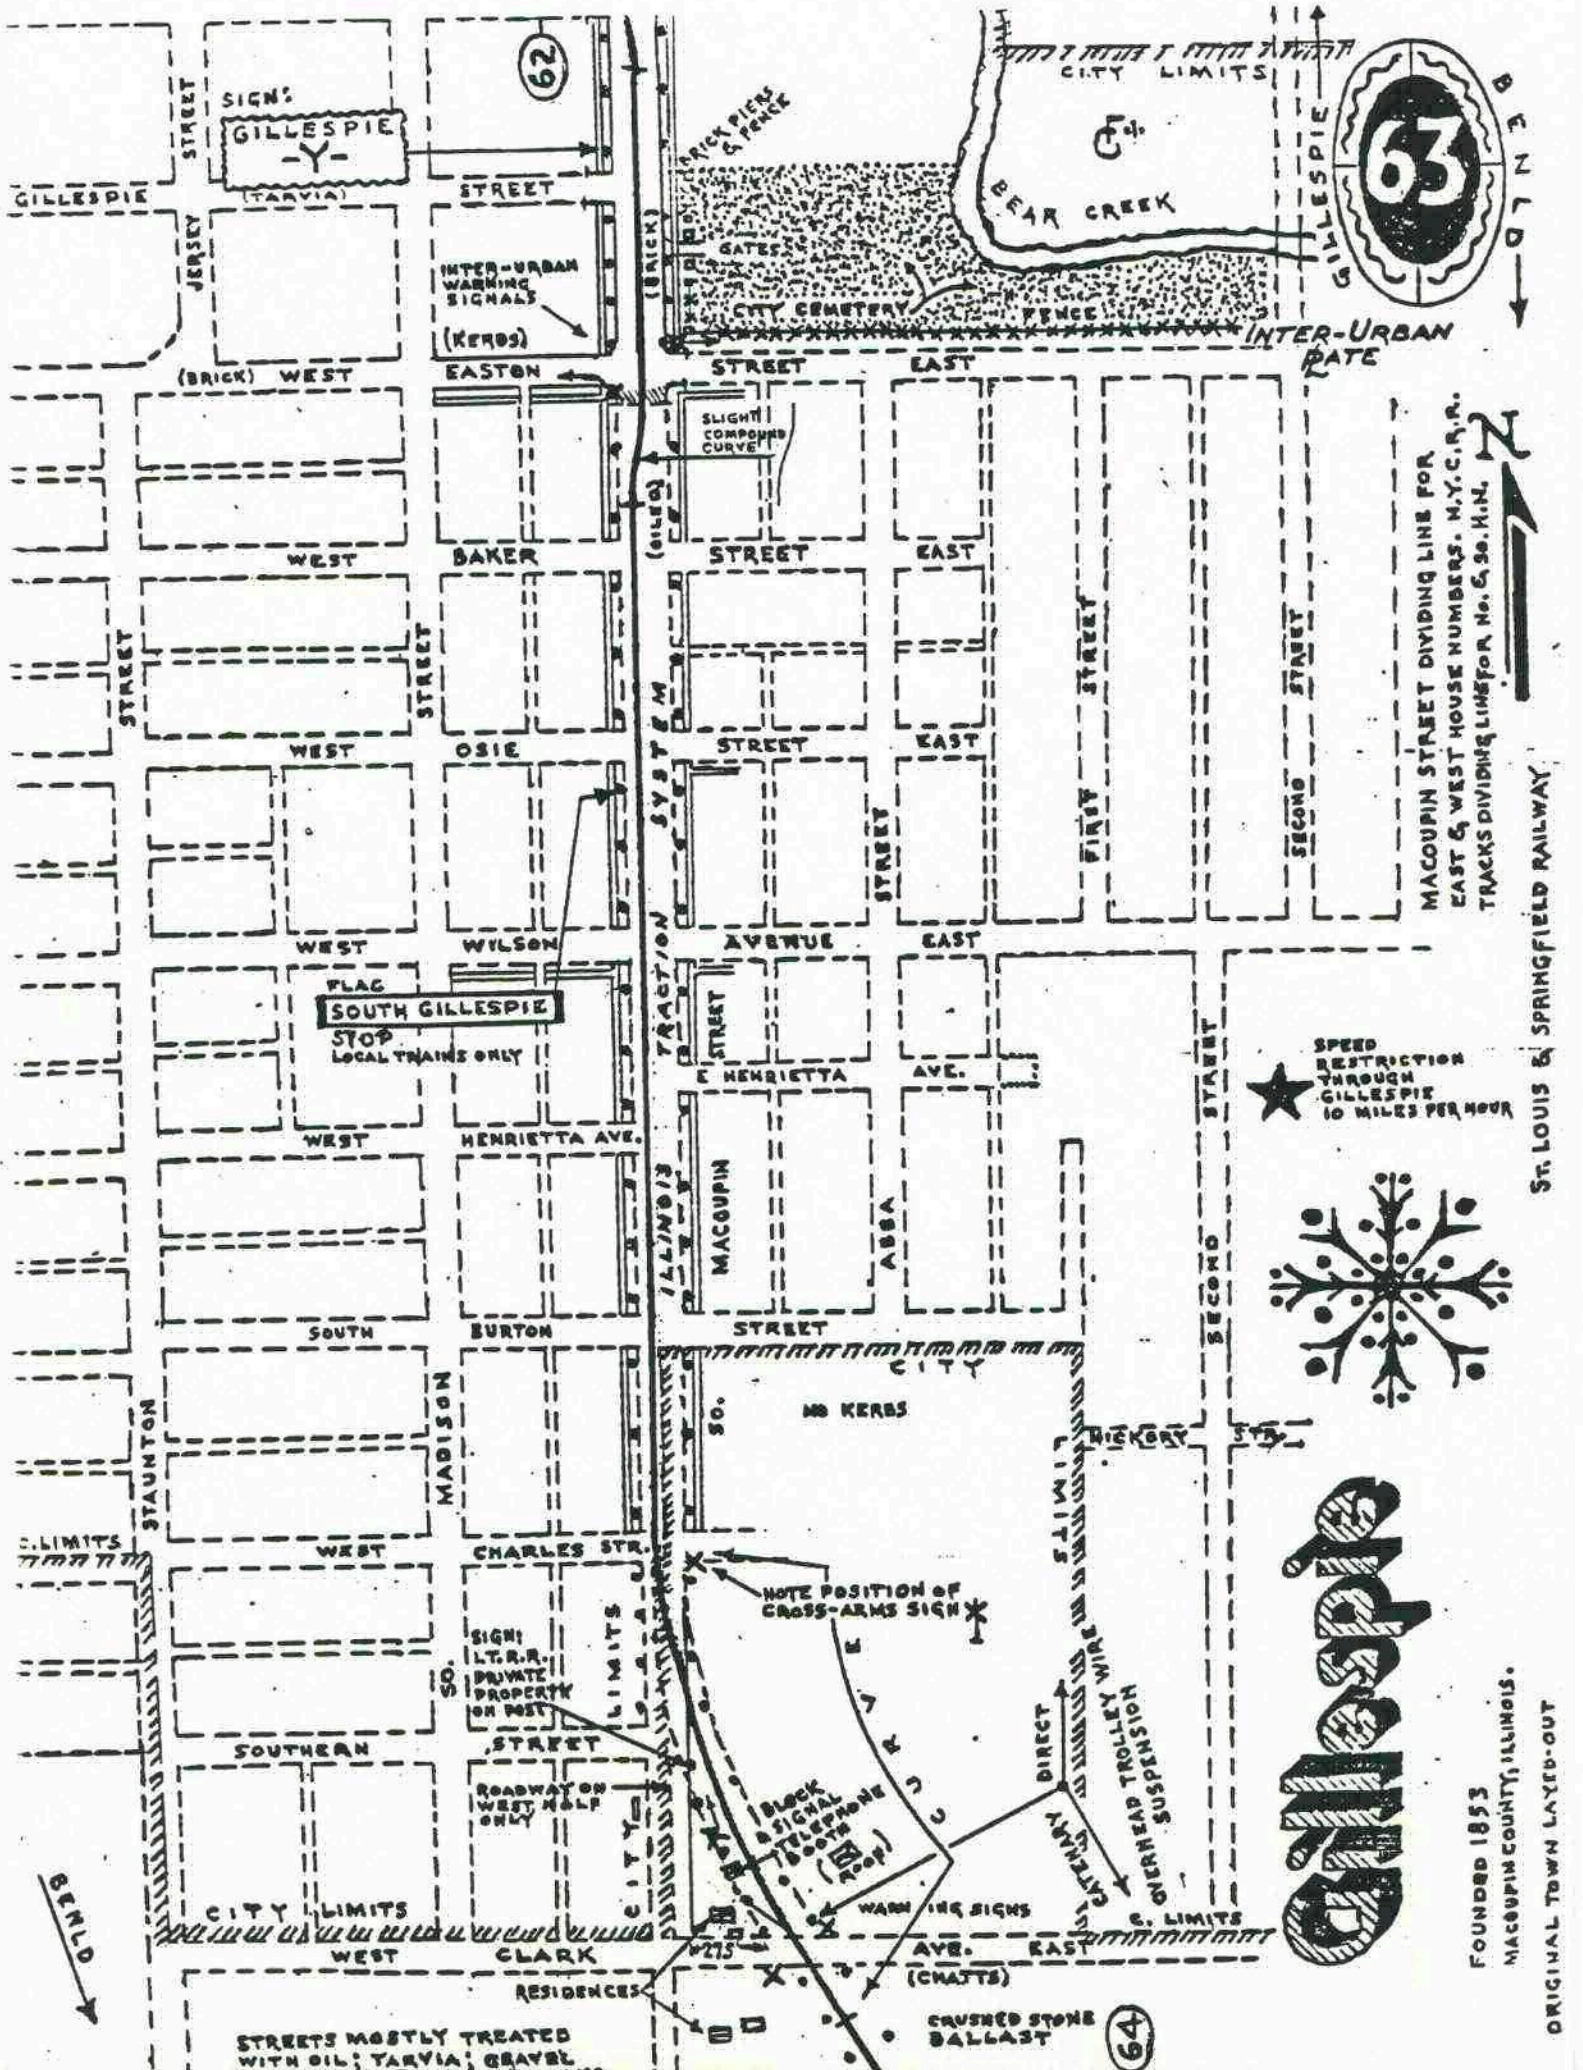 62
SIGN:
GILLESPIE
-Y-
STREET
GILLESPIE
(TARVIA)
STREET
JERSEY
BRICK PIERS
& FENCE
CITY LIMITS
BEAR CREEK
GILLESPIE
63
BENLD
(BRICK)
GATES
CITY CEMETERY
FENCE
INTER-URBAN
WARNING
SIGNALS
(KERBS)
INTER-URBAN
GATE
(BRICK) WEST
EASTON
STREET
EAST
SLIGHT
COMPOUND
CURVE
(OILED)
WEST
BAKER
STREET
EAST
STREET
STREET
STREET
STREET
WEST
OSIE
STREET
EAST
STREET
FIRST
SECOND
N
MACOUPIN STREET DIVIDING LINE FOR
EAST & WEST HOUSE NUMBERS. N.Y.C.R.R.
TRACKS DIVIDING LINE FOR NO. & SO. H.N.
ST. LOUIS & SPRINGFIELD RAILWAY
WEST
WILSON
AVENUE
EAST
FLAG
SOUTH GILLESPIE
STOP
LOCAL TRAINS ONLY
ILLINOIS TRACTION SYSTEM
STREET
E HENRIETTA
AVE.
STREET
SPEED
RESTRICTION
THROUGH
GILLESPIE
10 MILES PER HOUR
WEST
HENRIETTA AVE.
MACOUPIN
ABBA
SECOND
SOUTH
BURTON
STREET
CITY
LIMITS
SO.
NO KERBS
HICKORY STR.
STAUNTON
MADISON
C. LIMITS
WEST
CHARLES STR.
NOTE POSITION OF
CROSS-ARMS SIGN
SIGN:
I.T.R.R.
PRIVATE
PROPERTY
ON POST
SO.
CITY LIMITS
CURVE
SOUTHERN
STREET
ROADWAY ON
WEST HALF
ONLY
BLOCK
& SIGNAL
TELEPHONE
BOOTH
ROOF)
DIRECT
CATENARY
OVERHEAD TROLLEY WIRE
SUSPENSION
Gillespie
FOUNDED 1853
MACOUPIN COUNTY, ILLINOIS.
ORIGINAL TOWN LAYED-OUT
BENLD
CITY LIMITS
WARNING SIGNS
C. LIMITS
WEST
CLARK
AVE.
EAST
(CHATTS)
RESIDENCES
CRUSHED STONE
BALLAST
64
STREETS MOSTLY TREATED
WITH OIL; TARVIA; GRAVEL